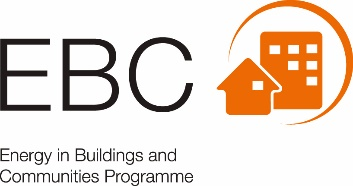 EBC
Energy in Buildings and
Communities Programme